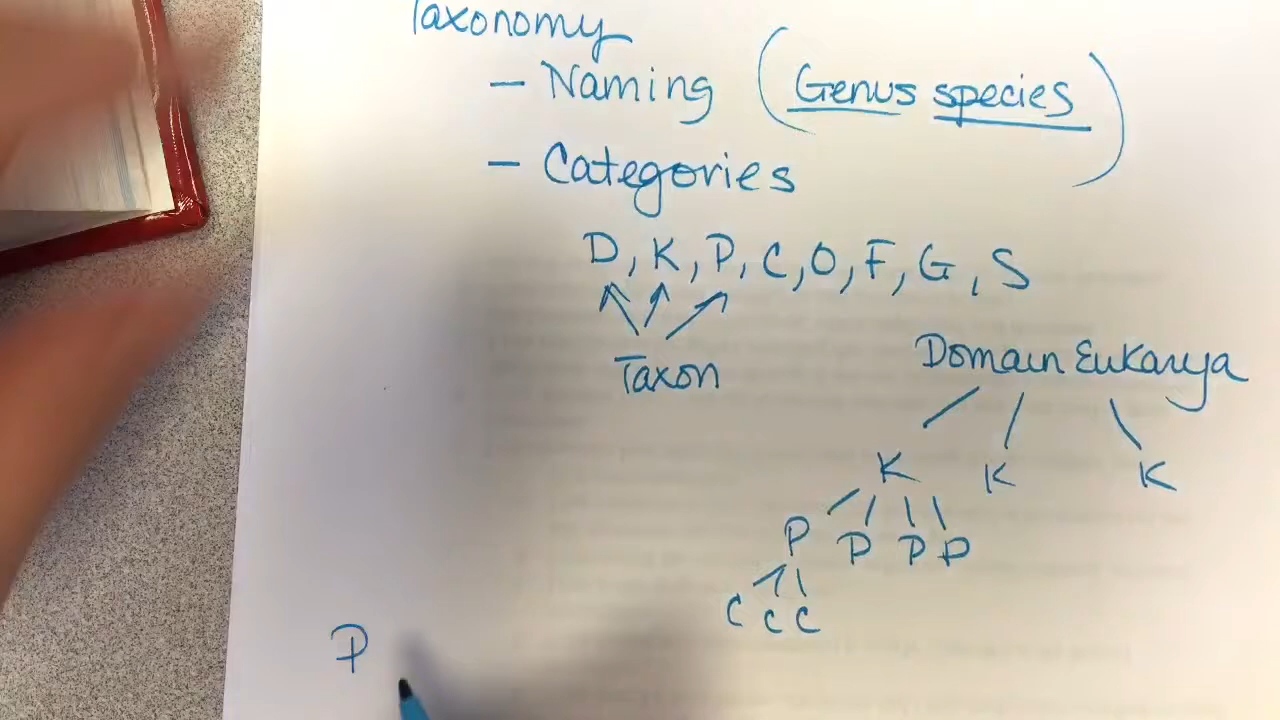 Taxonomy
– Naming (Genus species)
– Categories
D, K, P, C, O, F, G, S
Taxon
Domain Eukarya
K K K
P P P P
C C C
P